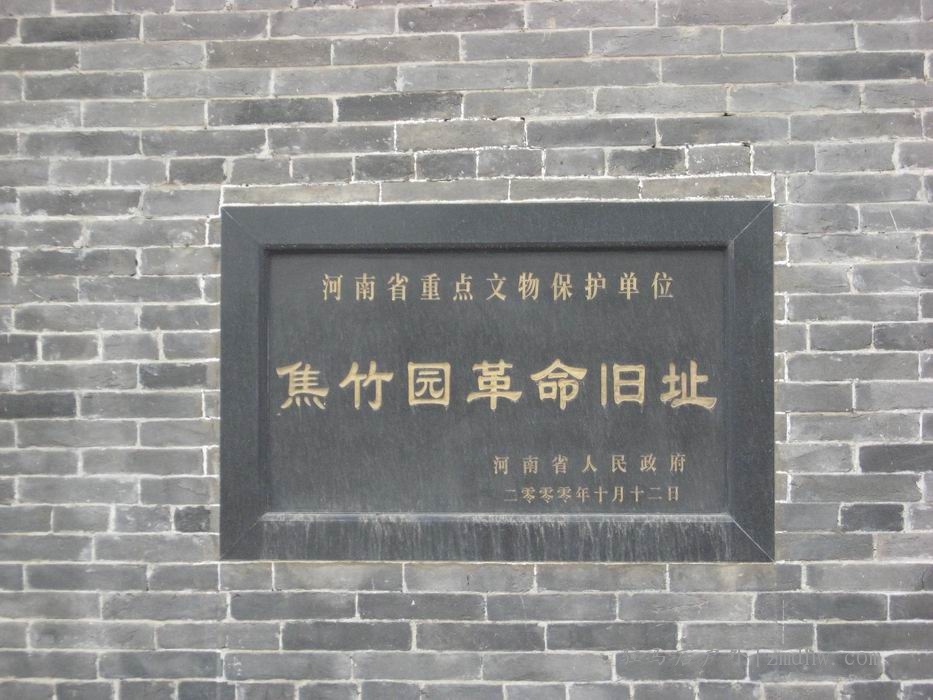 河南省重点文物保护单位
焦竹园革命旧址
河南省人民政府
二零零零年十月十二日